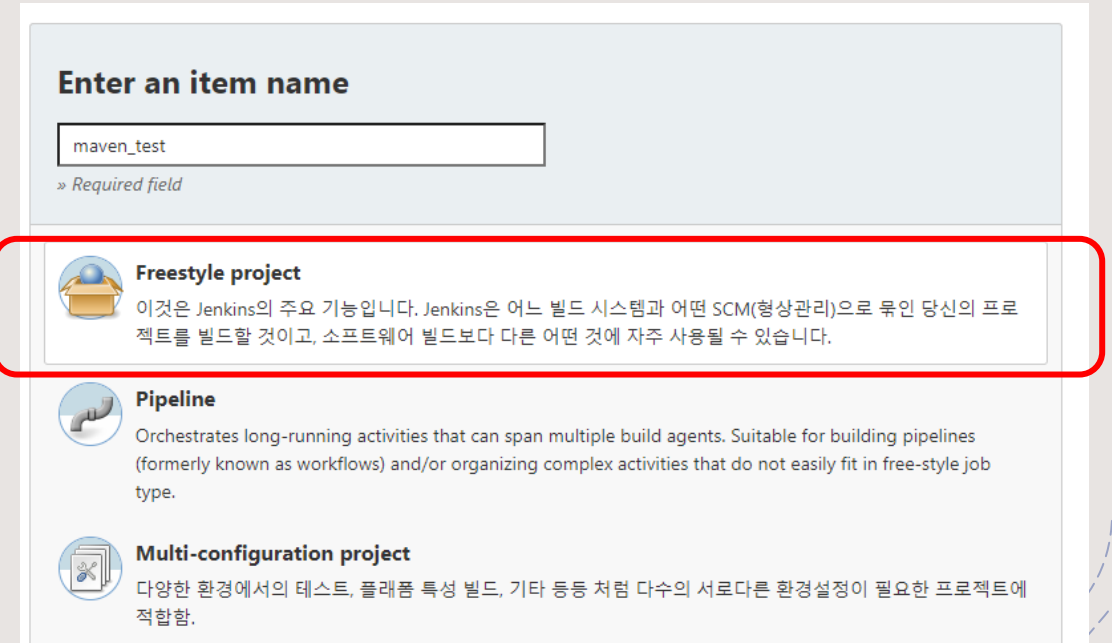 Enter an item name
maven_test
» Required field
Freestyle project
이것은 Jenkins의 주요 기능입니다. Jenkins은 어느 빌드 시스템과 어떤 SCM(형상관리)으로 묶인 당신의 프로
젝트를 빌드할 것이고, 소프트웨어 빌드보다 다른 어떤 것에 자주 사용될 수 있습니다.
Pipeline
Orchestrates long-running activities that can span multiple build agents. Suitable for building pipelines
(formerly known as workflows) and/or organizing complex activities that do not easily fit in free-style job
type.
Multi-configuration project
다양한 환경에서의 테스트, 플래폼 특성 빌드, 기타 등등 처럼 다수의 서로다른 환경설정이 필요한 프로젝트에
적합함.